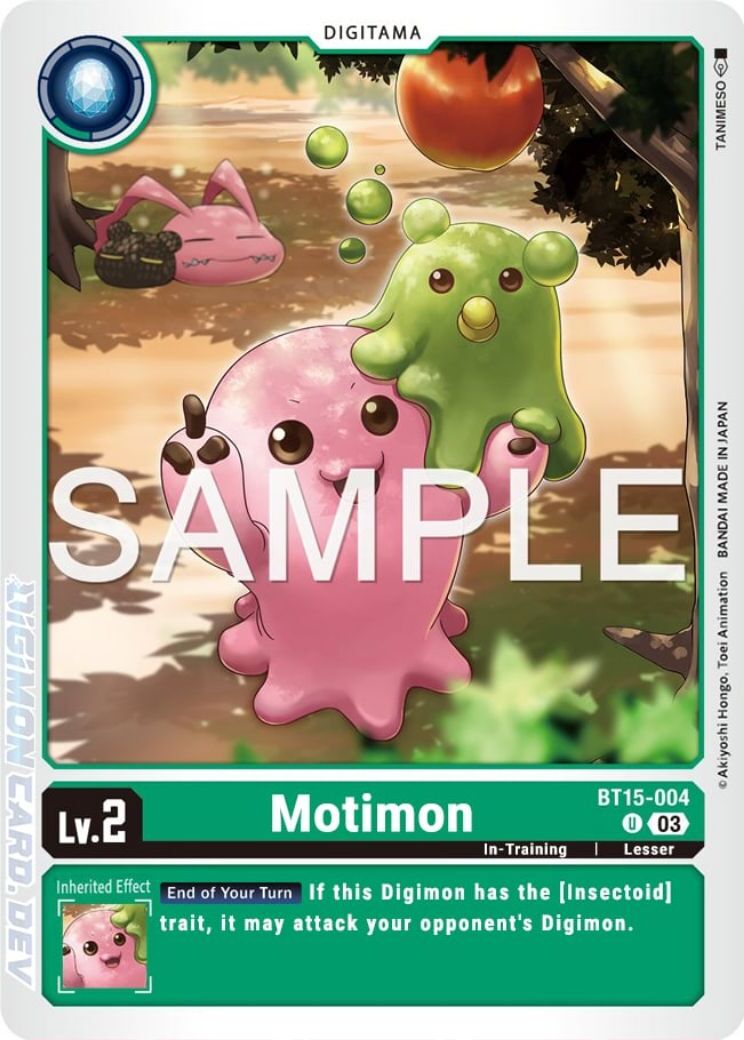 DIGITAMA
TANIMESO
SAMPLE
© Akiyoshi Hongo, Toei Animation BANDAI MADE IN JAPAN
DIGIMON CARD. DEV
BT15-004
Lv.2
Motimon
U 03
In-Training | Lesser
Inherited Effect
End of Your Turn If this Digimon has the [Insectoid]
trait, it may attack your opponent's Digimon.